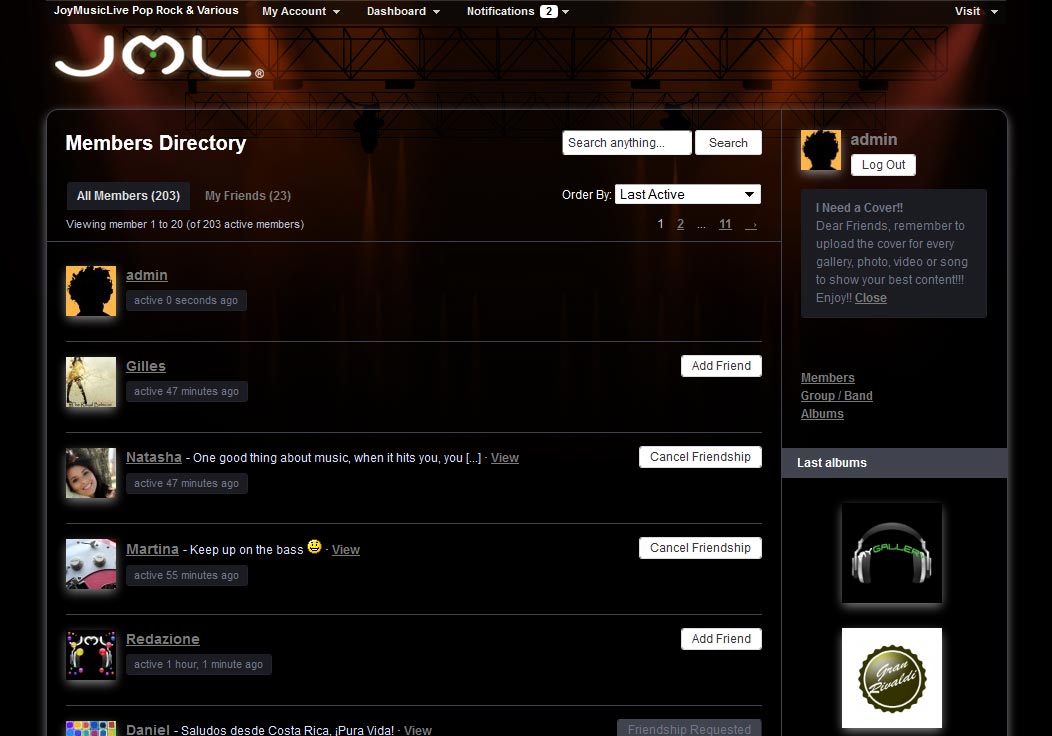 JoyMusicLive Pop Rock & Various My Account Dashboard Notifications 2 Visit
JML®
Members Directory
Search anything... Search
All Members (203) My Friends (23)
Order By: Last Active
Viewing member 1 to 20 (of 203 active members)
1 2 ... 11 →
admin
active 0 seconds ago
Gilles
active 47 minutes ago
Add Friend
Natasha - One good thing about music, when it hits you, you [...] · View
active 47 minutes ago
Cancel Friendship
Martina - Keep up on the bass · View
active 55 minutes ago
Cancel Friendship
JML
Redazione
active 1 hour, 1 minute ago
Add Friend
Daniel - Saludos desde Costa Rica, ¡Pura Vida! · View
Friendship Requested
admin
Log Out
I Need a Cover!!
Dear Friends, remember to
upload the cover for every
gallery, photo, video or song
to show your best content!!!
Enjoy!! Close
Members
Group / Band
Albums
Last albums
Gran
Rivaldi